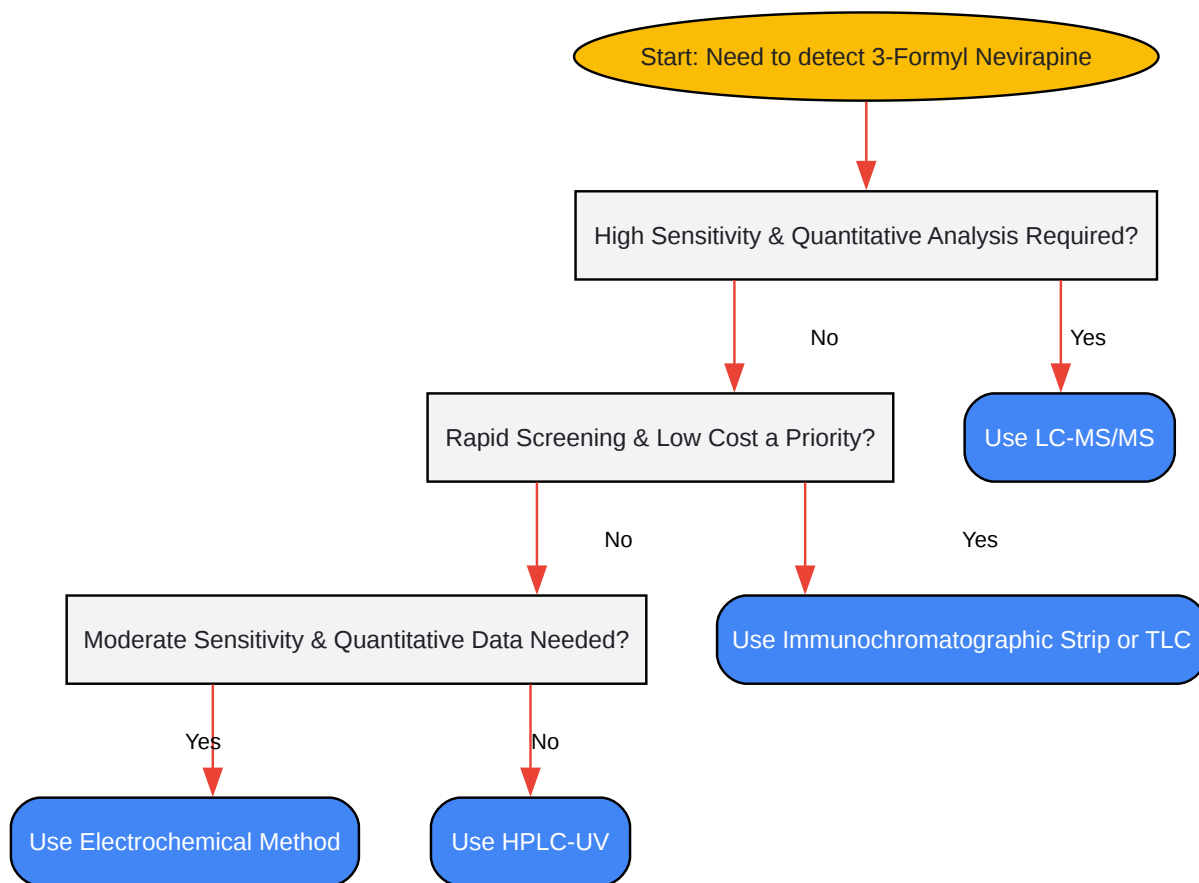 Start: Need to detect 3-Formyl Nevirapine
High Sensitivity & Quantitative Analysis Required?
No
Yes
Rapid Screening & Low Cost a Priority?
Use LC-MS/MS
No
Yes
Moderate Sensitivity & Quantitative Data Needed?
Use Immunochromatographic Strip or TLC
Yes
No
Use Electrochemical Method
Use HPLC-UV